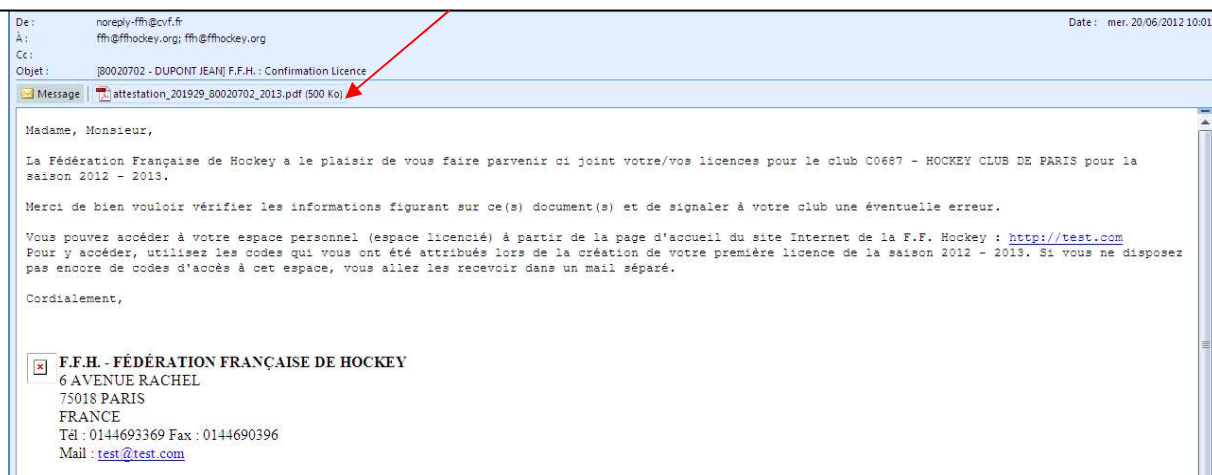 De : noreply-ffh@cvf.fr Date : mer. 20/06/2012 10:01
À : ffh@ffhockey.org; ffh@ffhockey.org
Cc :
Objet : [80020702 - DUPONT JEAN] F.F.H. : Confirmation Licence
Message attestation_201929_80020702_2013.pdf (500 Ko)
Madame, Monsieur,
La Fédération Française de Hockey a le plaisir de vous faire parvenir ci joint votre/vos licences pour le club C0687 - HOCKEY CLUB DE PARIS pour la
saison 2012 - 2013.
Merci de bien vouloir vérifier les informations figurant sur ce(s) document(s) et de signaler à votre club une éventuelle erreur.
Vous pouvez accéder à votre espace personnel (espace licencié) à partir de la page d'accueil du site Internet de la F.F. Hockey : http://test.com
Pour y accéder, utilisez les codes qui vous ont été attribués lors de la création de votre première licence de la saison 2012 - 2013. Si vous ne disposez
pas encore de codes d'accès à cet espace, vous allez les recevoir dans un mail séparé.
Cordialement,
F.F.H. - FÉDÉRATION FRANÇAISE DE HOCKEY
6 AVENUE RACHEL
75018 PARIS
FRANCE
Tél : 0144693369 Fax : 0144690396
Mail : test@test.com